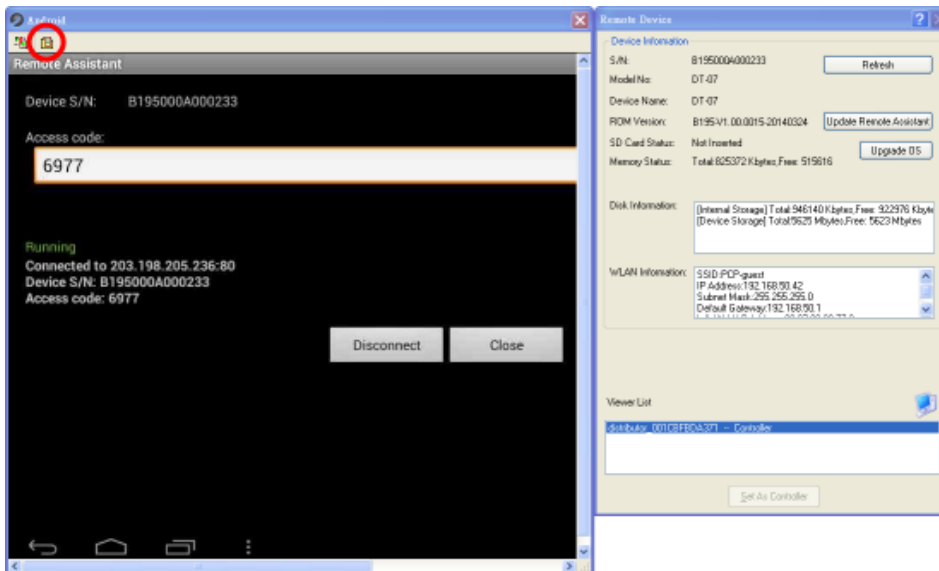 Android
Remote Assistant
Device S/N: B195000A000233
Access code:
6977
Running
Connected to 203.198.205.236:80
Device S/N: B195000A000233
Access code: 6977
Disconnect
Close
Remote Device
Device Information
S/N: B195000A000233
Refresh
Model No: DT-07
Device Name: DT-07
ROM Version: B195-V1.00.0015-20140324
Update Remote Assistant
SD Card Status: Not Inserted
Upgrade OS
Memory Status: Total:825372 Kbytes,Free: 515616
Disk Information:
[Internal Storage] Total:946140 Kbytes,Free: 922976 Kbyte
[Device Storage] Total:5625 Mbytes,Free: 5623 Mbytes
WLAN Information:
SSID:PCP-guest
IP Address:192.168.50.42
Subnet Mask:255.255.255.0
Default Gateway:192.168.50.1
Viewer List
distributor_001CBFBDA371 -- Controller
Set As Controller